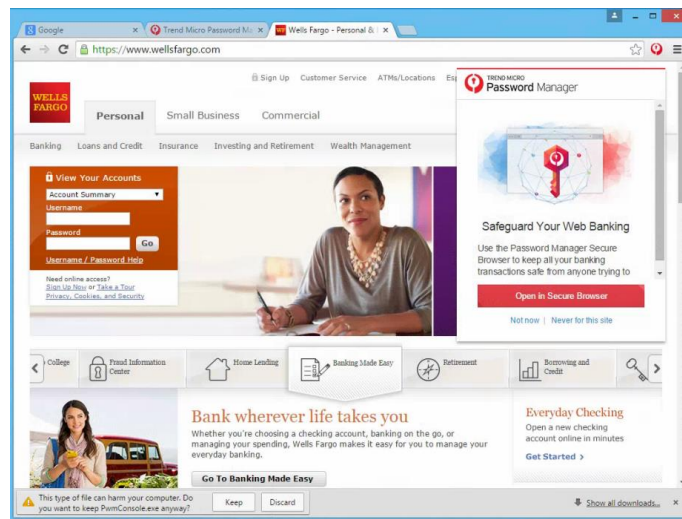 Google
Trend Micro Password Ma
Wells Fargo - Personal &
https://www.wellsfargo.com
Sign Up Customer Service ATMs/Locations Esp
WELLS
FARGO
Personal Small Business Commercial
Banking Loans and Credit Insurance Investing and Retirement Wealth Management
View Your Accounts
Account Summary
Username
Password
Go
Username / Password Help
Need online access?
Sign Up Now or Take a Tour
Privacy, Cookies, and Security
TREND MICRO
Password Manager
Safeguard Your Web Banking
Use the Password Manager Secure
Browser to keep all your banking
transactions safe from anyone trying to
Open in Secure Browser
Not now | Never for this site
College
Fraud Information
Center
Home Lending
Banking Made Easy
Retirement
Borrowing and
Credit
Bank wherever life takes you
Whether you're choosing a checking account, banking on the go, or
managing your spending, Wells Fargo makes it easy for you to manage your
everyday banking.
Go To Banking Made Easy
Everyday Checking
Open a new checking
account online in minutes
Get Started >
This type of file can harm your computer. Do
you want to keep PwmConsole.exe anyway?
Keep Discard
Show all downloads...